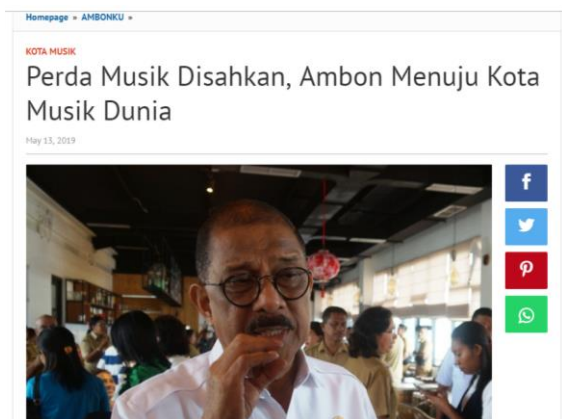 Homepage » AMBONKU »
KOTA MUSIK
Perda Musik Disahkan, Ambon Menuju Kota
Musik Dunia
May 13, 2019